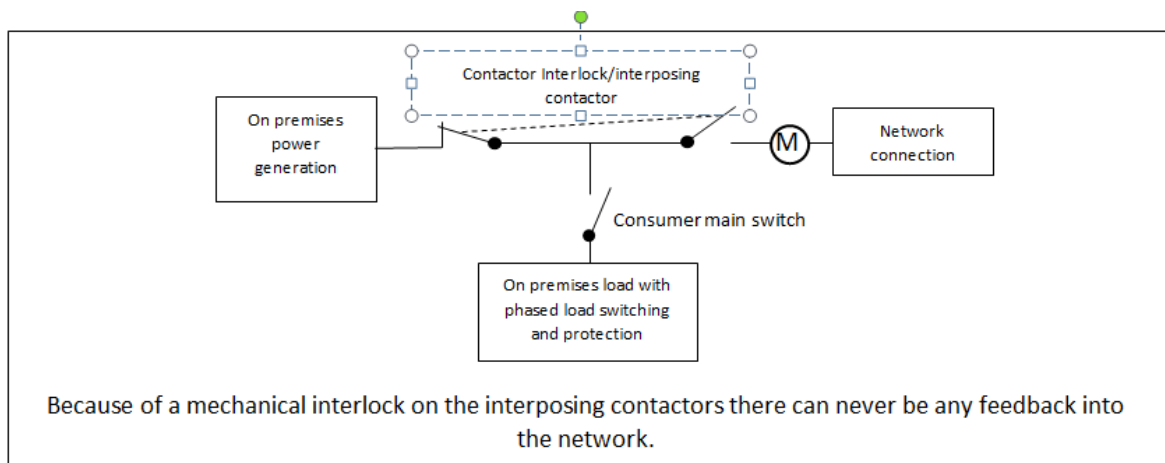 Contactor Interlock/interposing
contactor
On premises
power
generation
M
Network
connection
Consumer main switch
On premises load with
phased load switching
and protection
Because of a mechanical interlock on the interposing contactors there can never be any feedback into
the network.